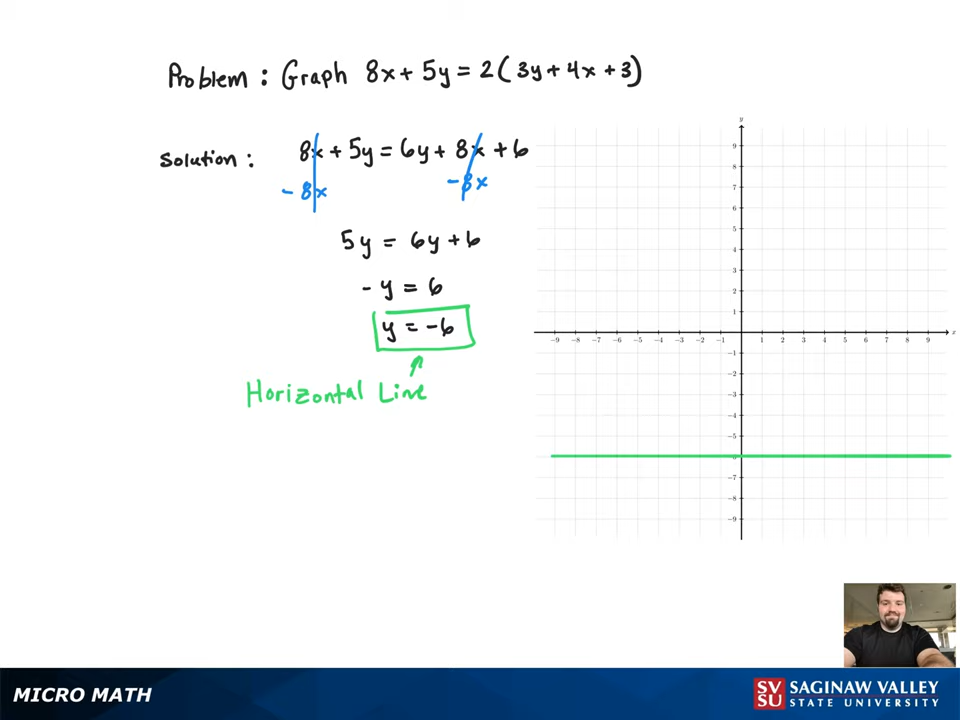 Problem : Graph 8x + 5y = 2(3y + 4x + 3)
Solution : 8x + 5y = 6y + 8x + 6
- 8x - 8x
5y = 6y + 6
- y = 6
y = -6
Horizontal Line
y
9
8
7
6
5
4
3
2
1
-9 -8 -7 -6 -5 -4 -3 -2 -1 1 2 3 4 5 6 7 8 9 x
-1
-2
-3
-4
-5
-7
-8
-9
MICRO MATH
SV SU SAGINAW VALLEY
STATE UNIVERSITY